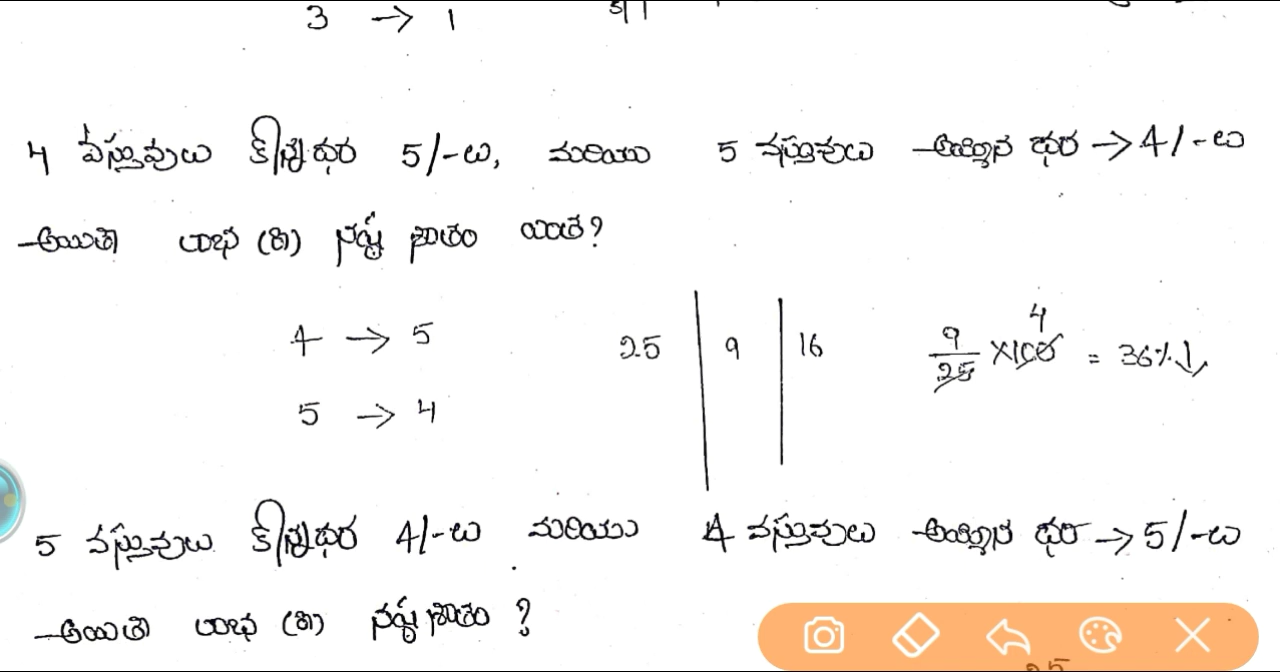 3 → 1
4 వస్తువులు కొన్నధర 5/-లు, మరియు 5 వస్తువులు అమ్మిన ధర → 4/-లు
అయితే లాభ (లేదా) నష్ట శాతం ఎంత?
4 → 5 25 | 9 | 16 9/25 × 100 4 = 36% ↓
5 → 4
5 వస్తువులు కొన్నధర 4/-లు మరియు 4 వస్తువులు అమ్మిన ధర → 5/-లు
అయితే లాభ నష్ట శాతం ?